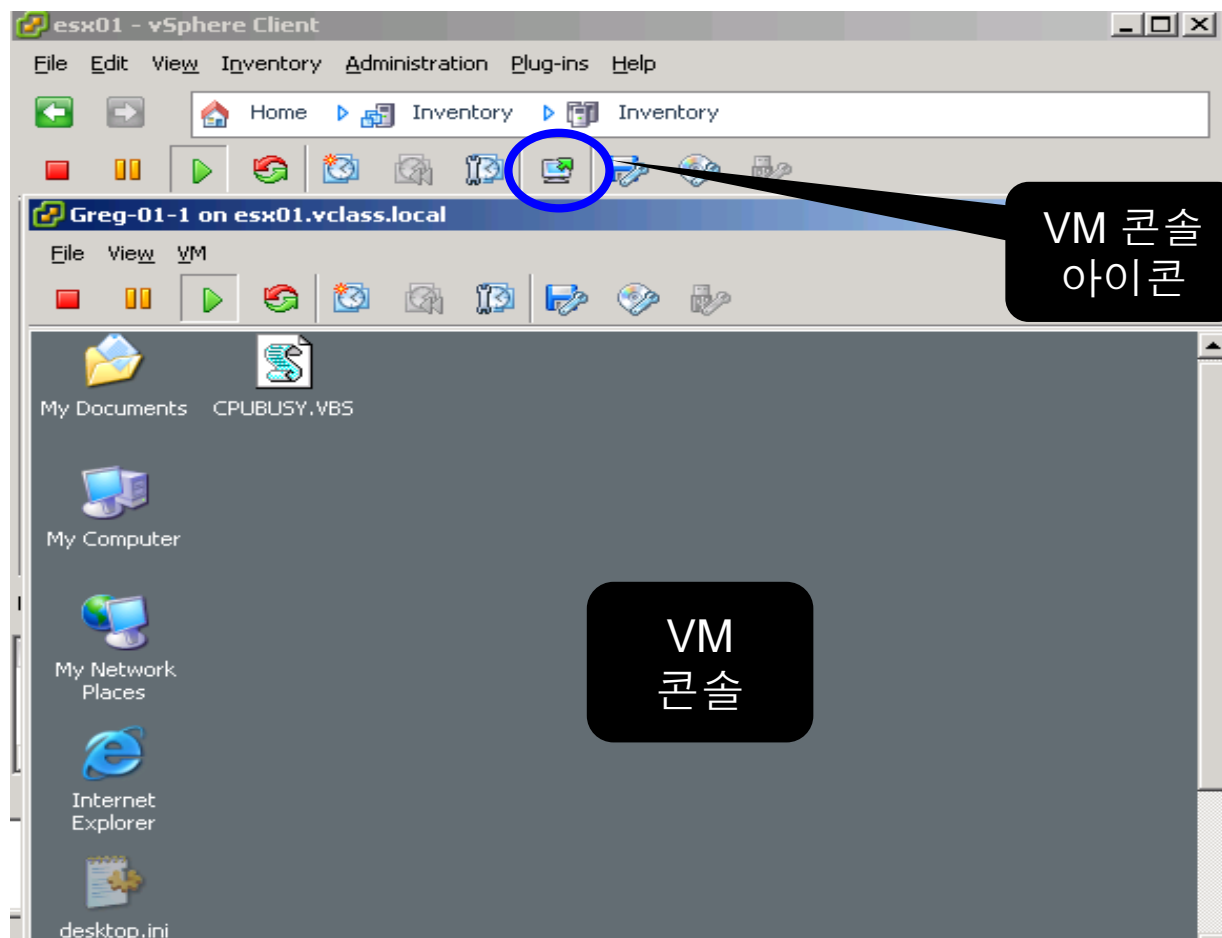 esx01 - vSphere Client
File Edit View Inventory Administration Plug-ins Help
Home Inventory Inventory
Greg-01-1 on esx01.vclass.local
File View VM
VM 콘솔
아이콘
My Documents CPUBUSY.VBS
My Computer
VM
콘솔
My Network
Places
Internet
Explorer
desktop.ini